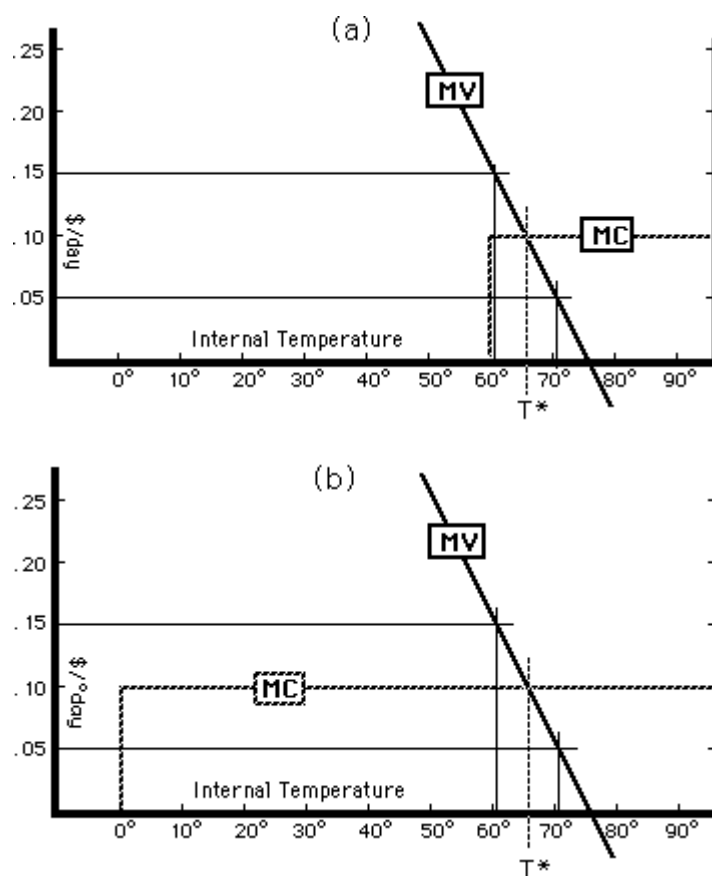 (a)
.25
MV
.20
.15
$/day
.10
MC
.05
Internal Temperature
0° 10° 20° 30° 40° 50° 60° 70° 80° 90°
T*
(b)
.25
MV
.20
.15
$/°day
.10
MC
.05
Internal Temperature
0° 10° 20° 30° 40° 50° 60° 70° 80° 90°
T*